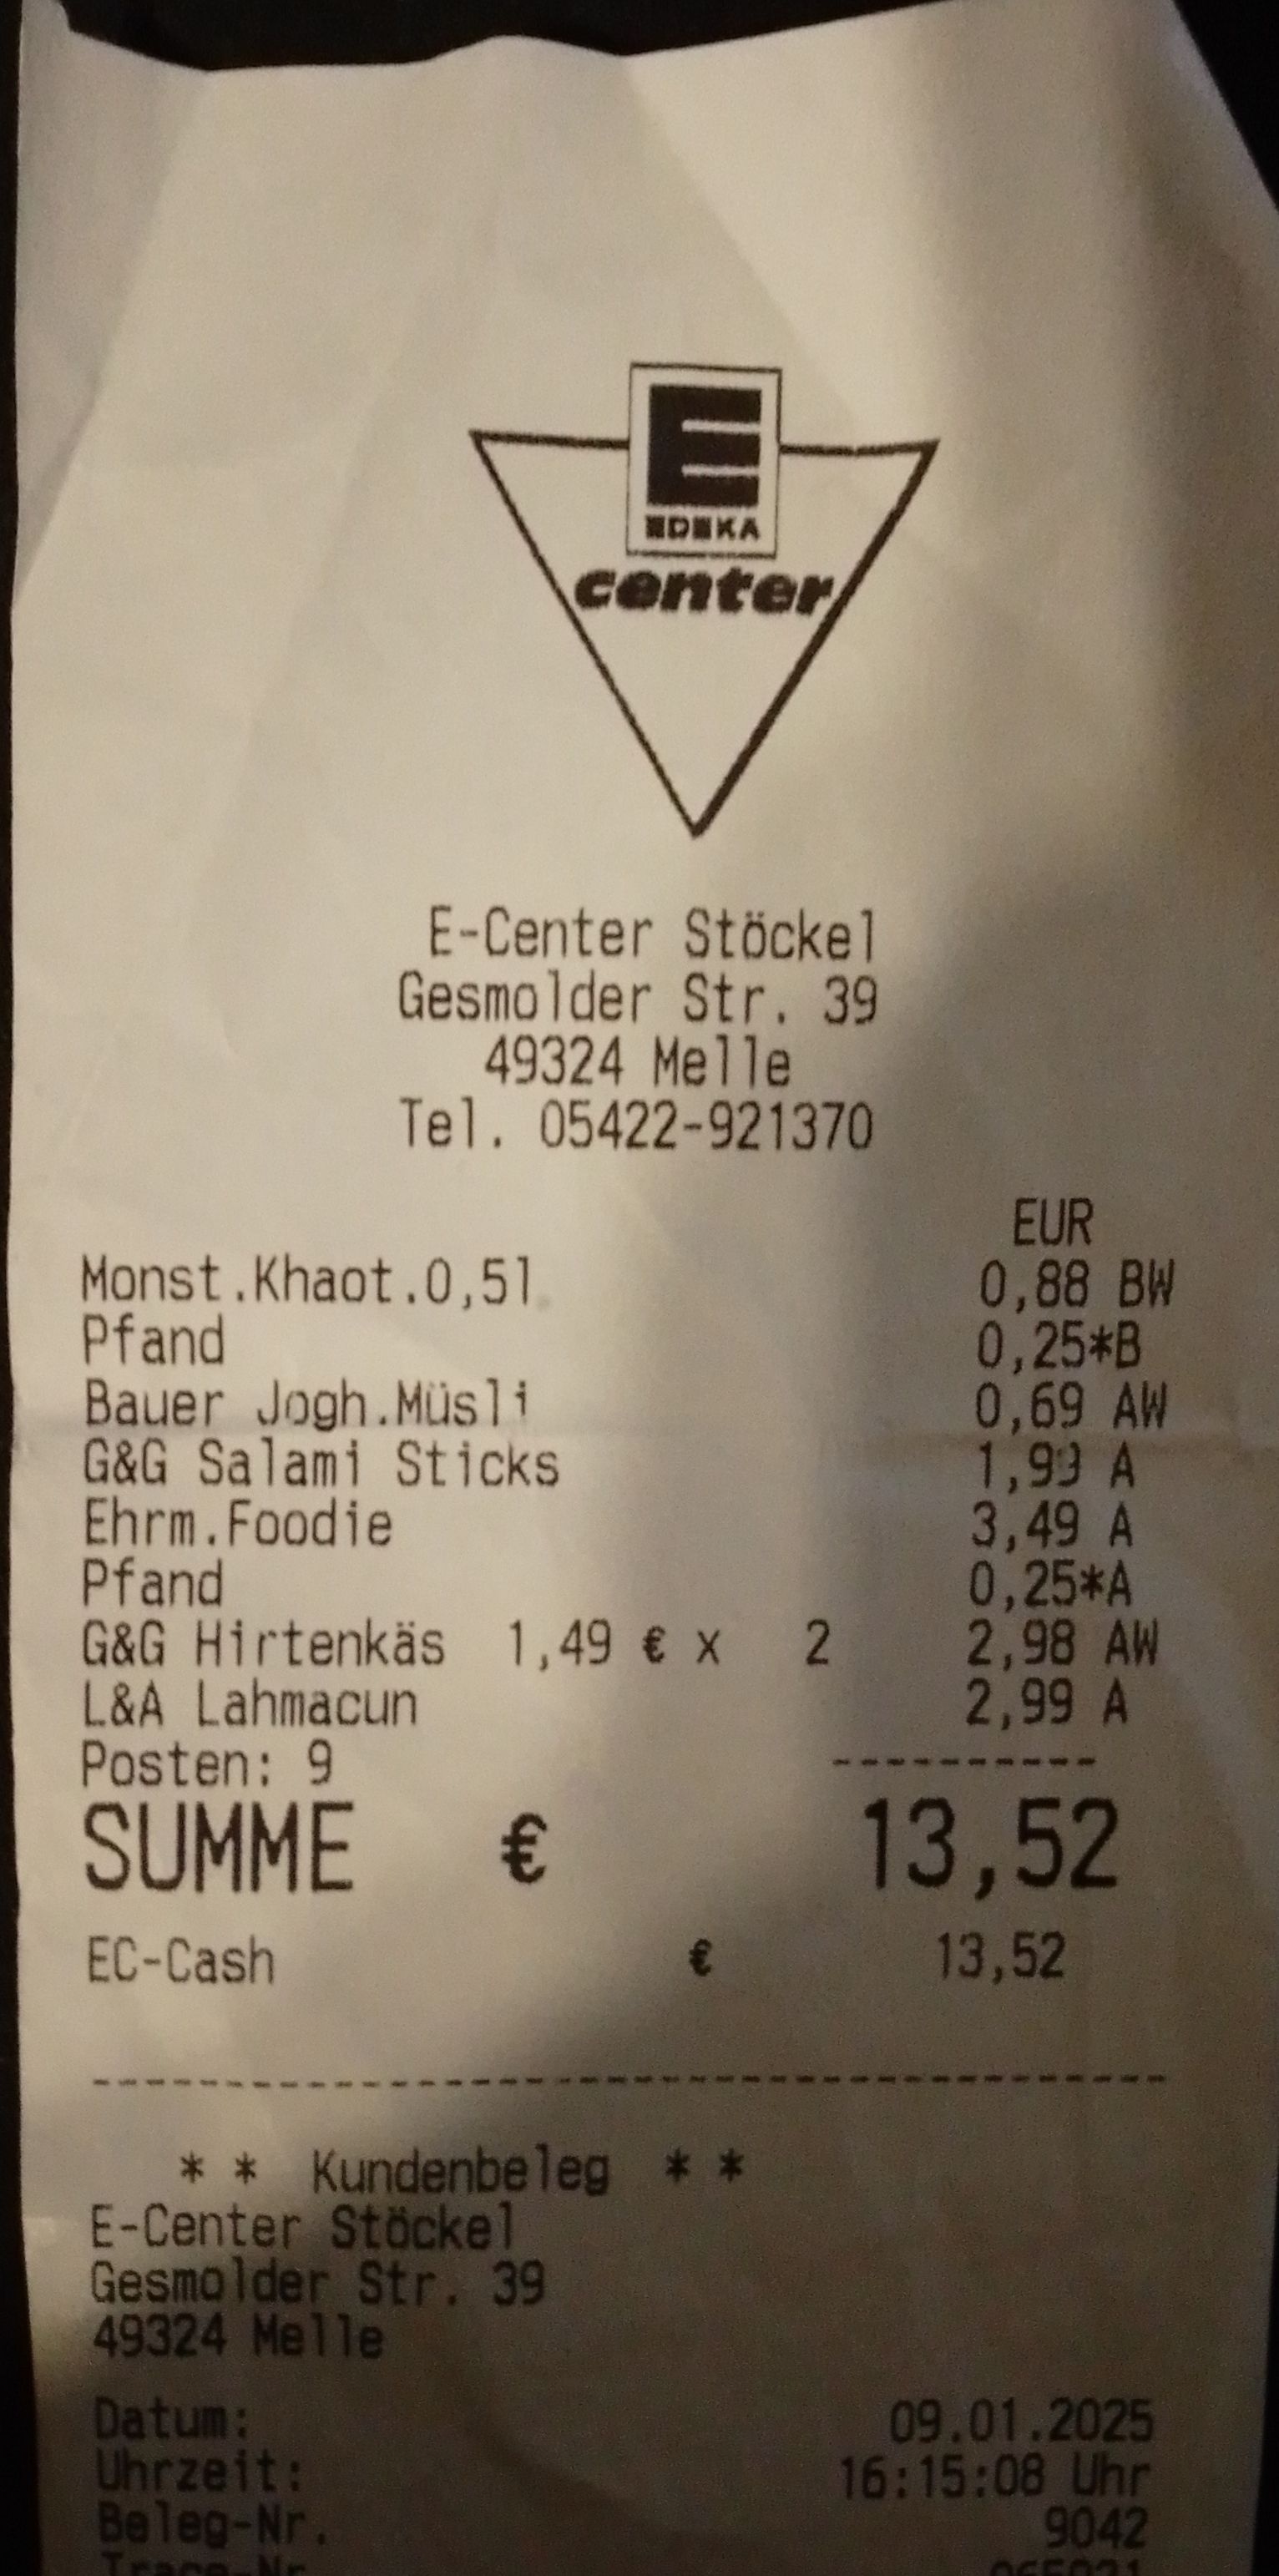 E
EDEKA
center
E-Center Stöckel
Gesmolder Str. 39
49324 Melle
Tel. 05422-921370
EUR
Monst.Khaot.0,5l 0,88 BW
Pfand 0,25*B
Bauer Jogh.Müsli 0,69 AW
G&G Salami Sticks 1,99 A
Ehrm.Foodie 3,49 A
Pfand 0,25*A
G&G Hirtenkäs 1,49 € x 2 2,98 AW
L&A Lahmacun 2,99 A
Posten: 9 ----------
SUMME € 13,52
EC-Cash € 13,52
----------------------------------------
* * Kundenbeleg * *
E-Center Stöckel
Gesmolder Str. 39
49324 Melle
Datum: 09.01.2025
Uhrzeit: 16:15:08 Uhr
Beleg-Nr. 9042
Trace-Nr.